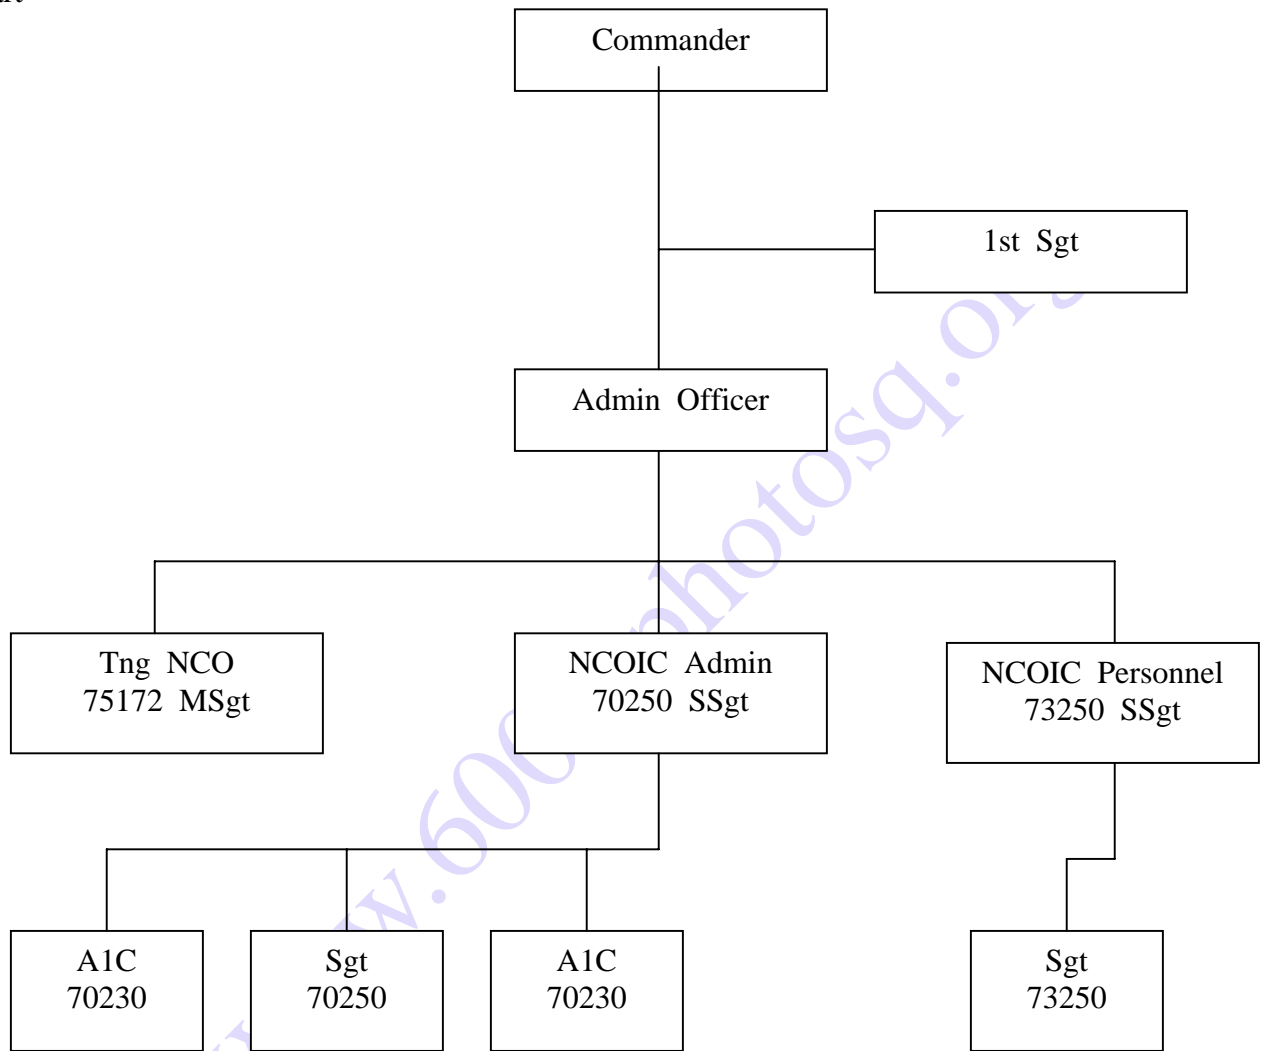 Commander
1st Sgt
Admin Officer
Tng NCO
75172 MSgt
NCOIC Admin
70250 SSgt
NCOIC Personnel
73250 SSgt
A1C
70230
Sgt
70250
A1C
70230
Sgt
73250